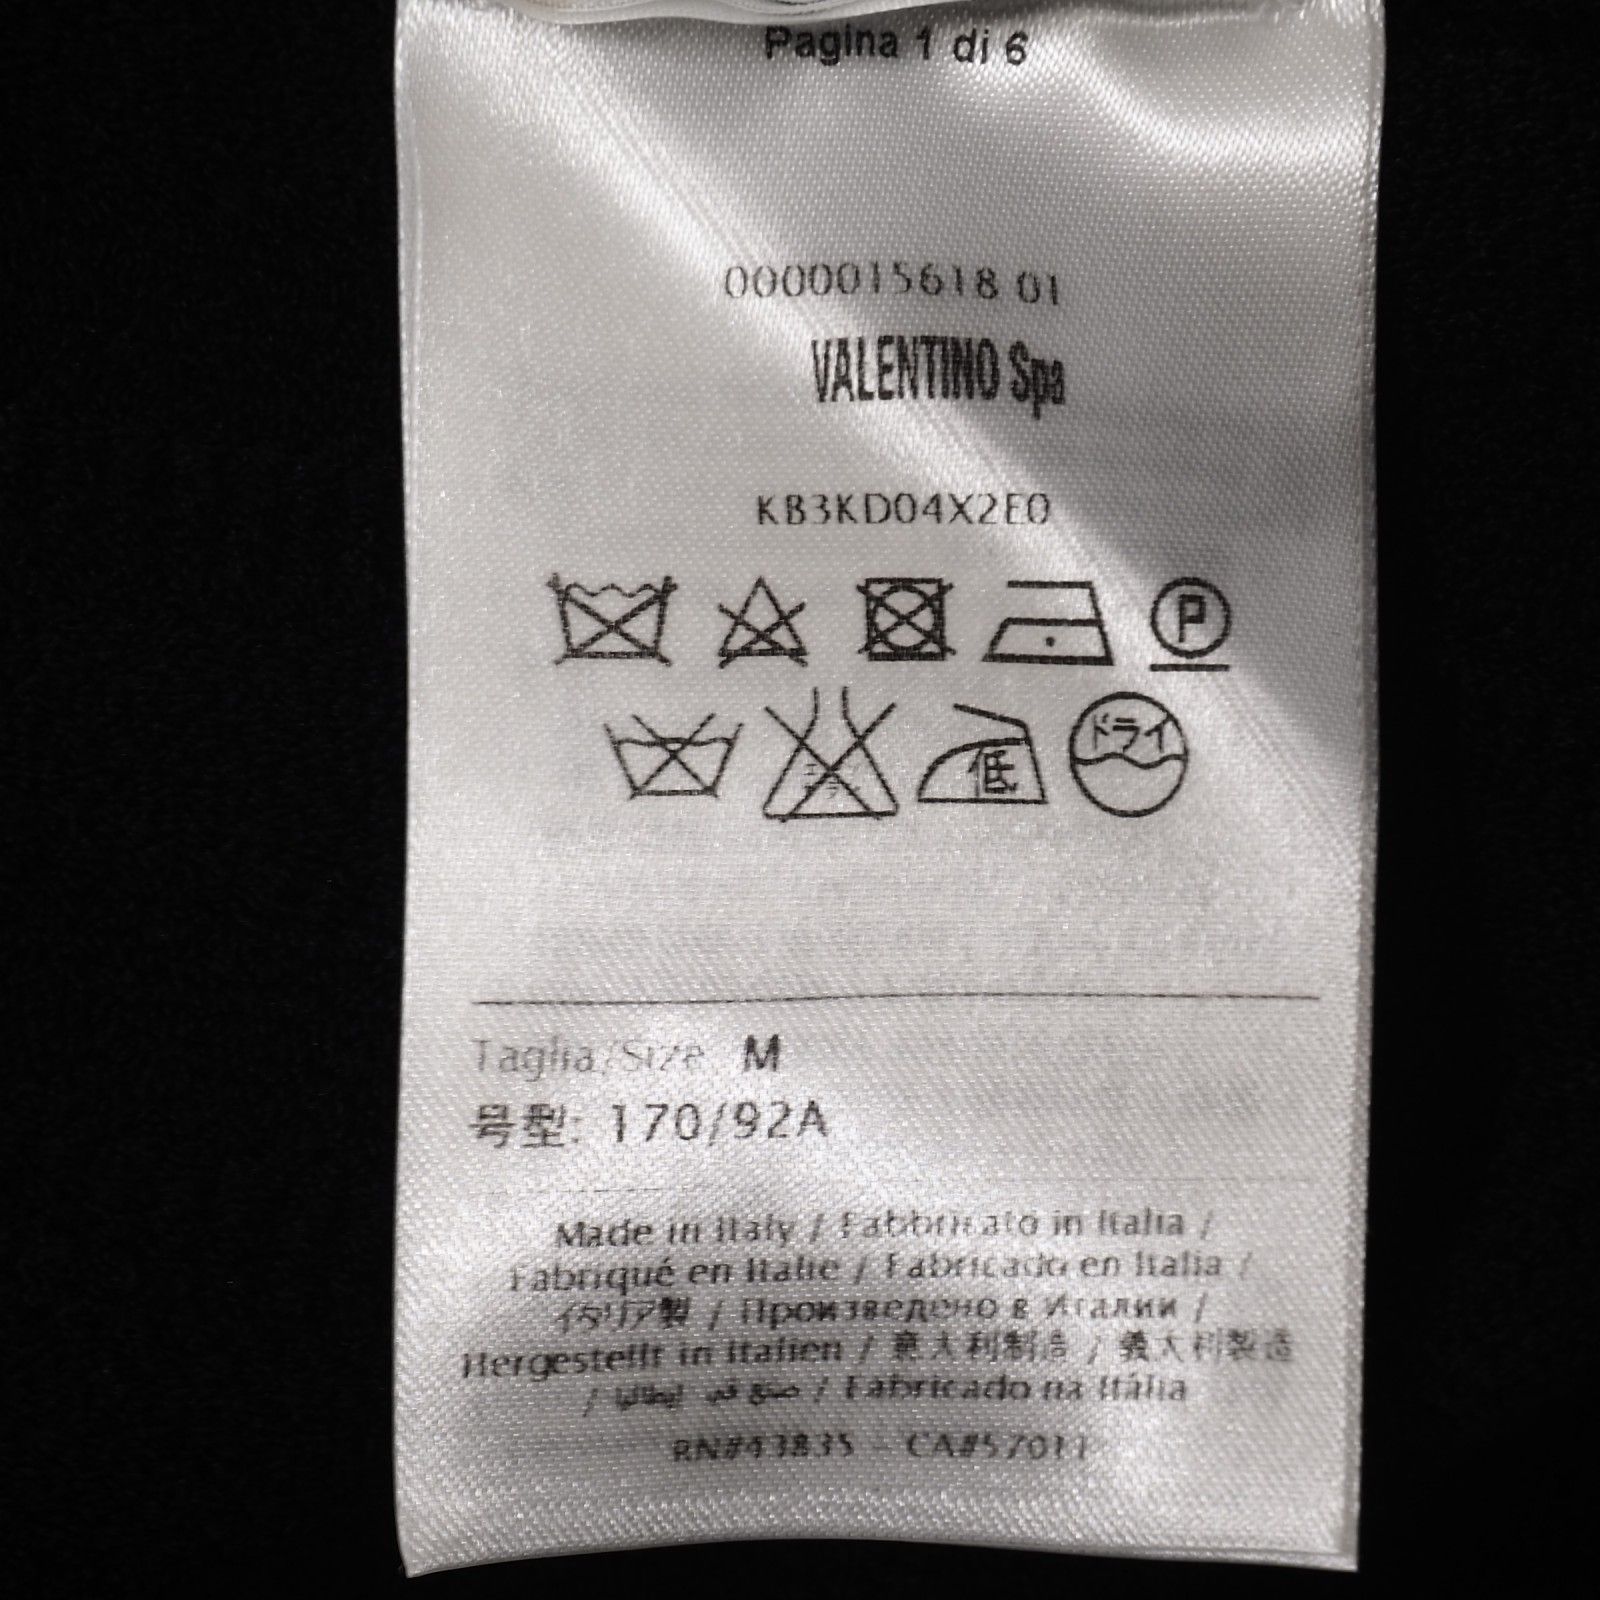 Pagina 1 di 6
0000015618 01
VALENTINO Spa
KB3KD04X2E0
P
低 ドライ
Taglia/Size M
号型: 170/92A
Made in Italy / Fabbricato in Italia /
Fabriqué en Italie / Fabricado en Italia /
イタリア製 / Произведено в Италии /
Hergestellt in Italien / 意大利制造 / 義大利製造
/ صنع في إيطاليا / Fabricado na Itália
RN#43835 - CA#57011